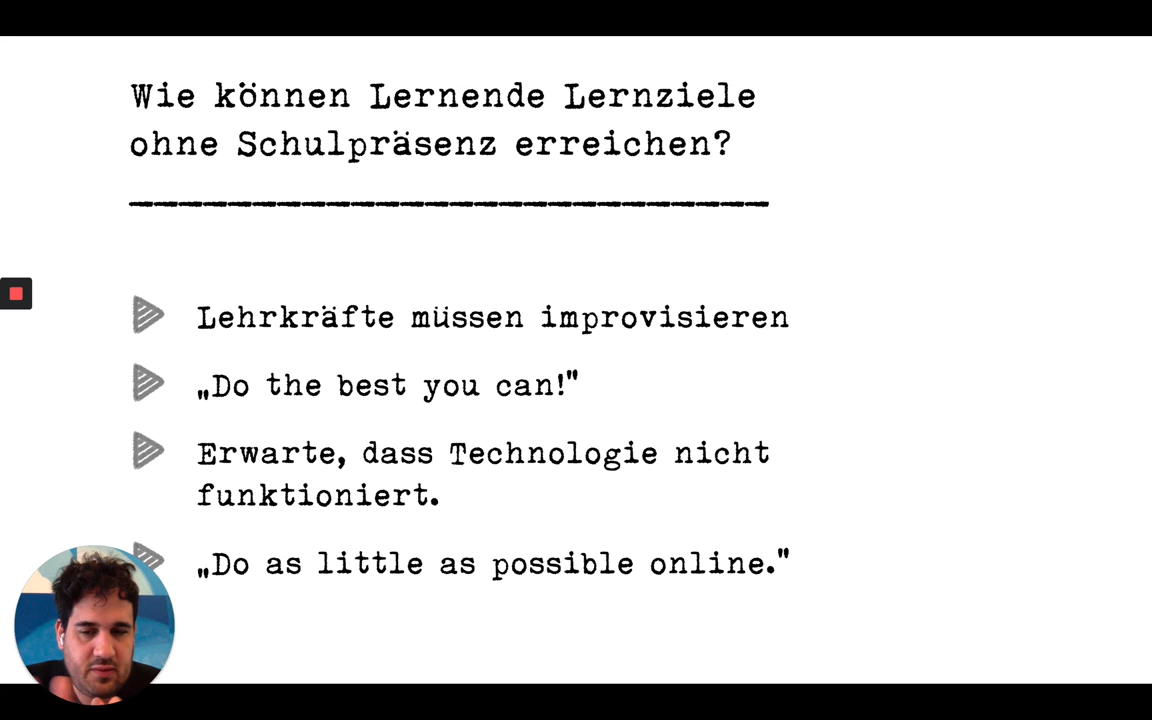 Wie können Lernende Lernziele
ohne Schulpräsenz erreichen?
Lehrkräfte müssen improvisieren
„Do the best you can!"
Erwarte, dass Technologie nicht
funktioniert.
„Do as little as possible online."